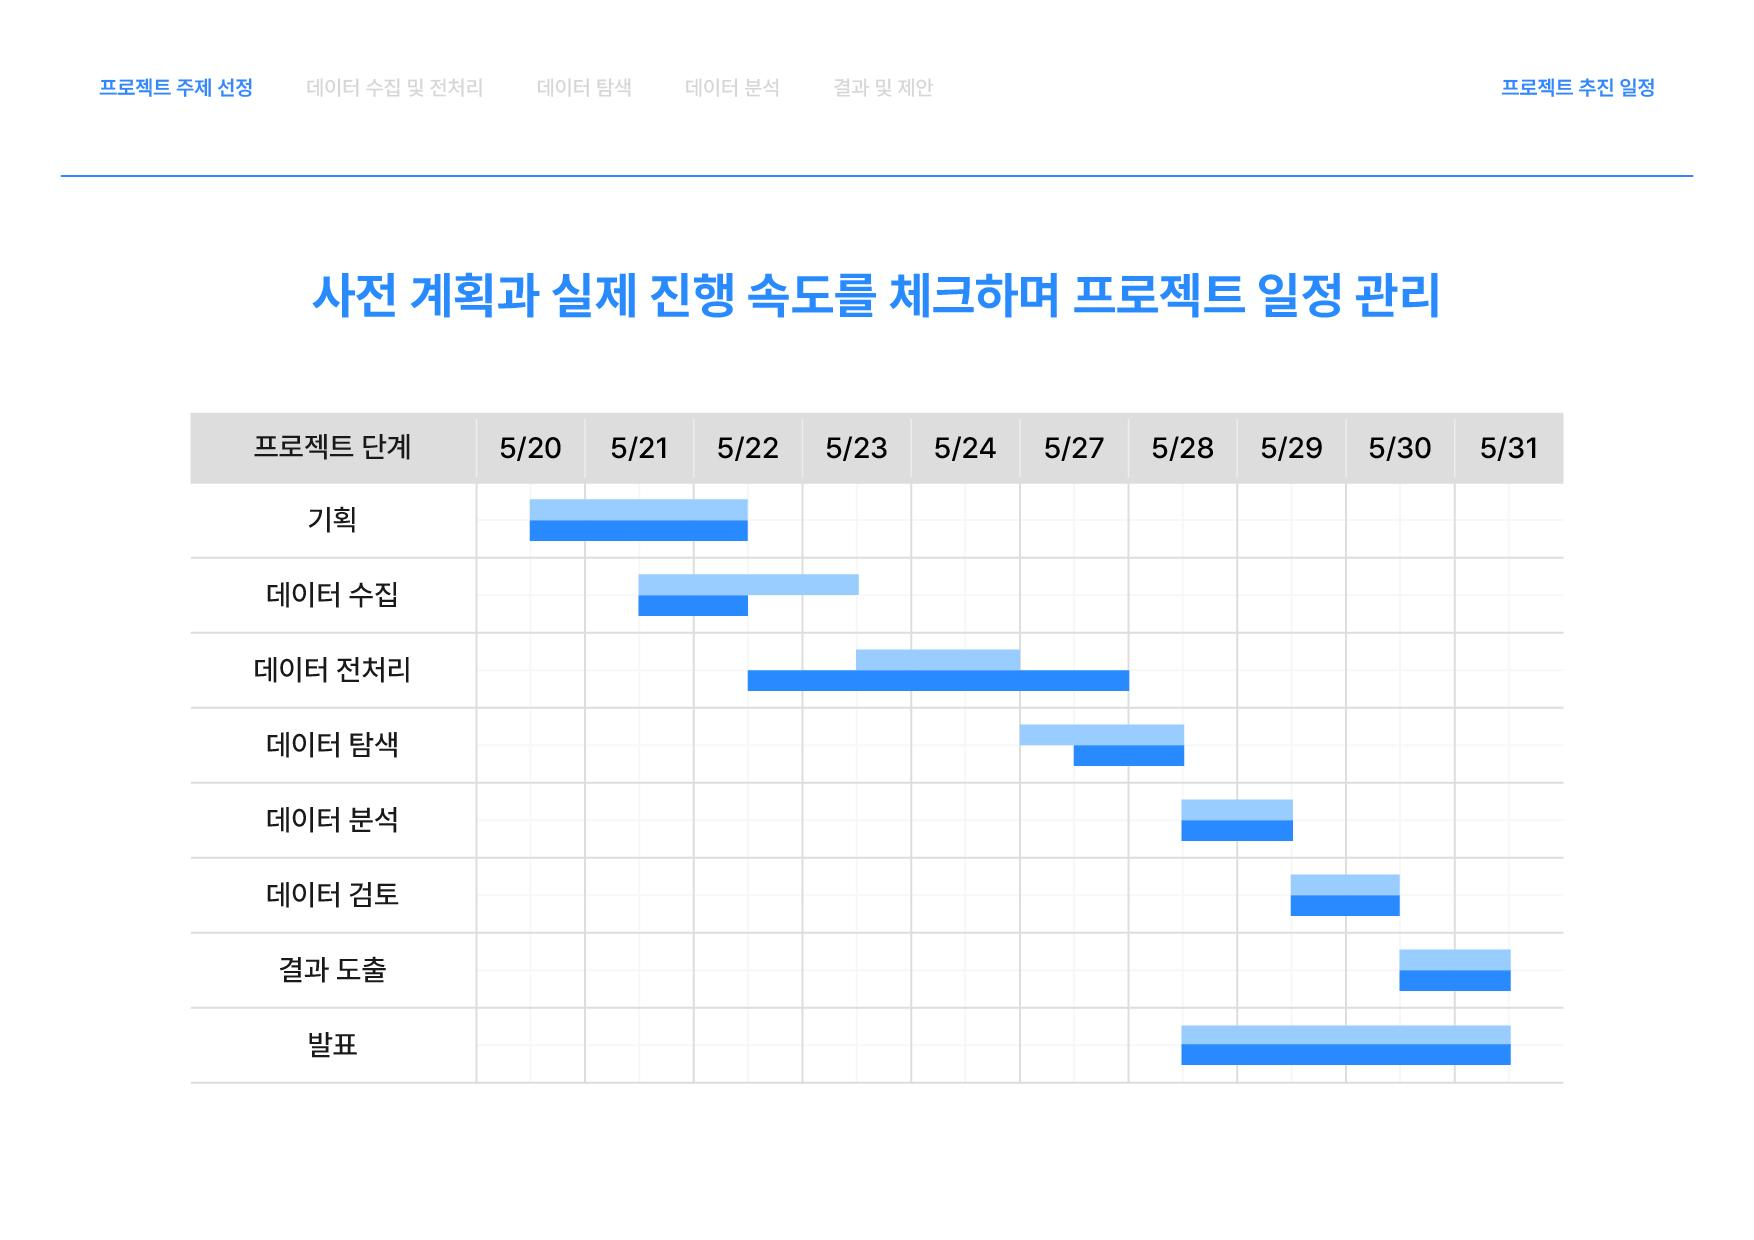 프로젝트 주제 선정 데이터 수집 및 전처리 데이터 탐색 데이터 분석 결과 및 제안 프로젝트 추진 일정
사전 계획과 실제 진행 속도를 체크하며 프로젝트 일정 관리
프로젝트 단계 5/20 5/21 5/22 5/23 5/24 5/27 5/28 5/29 5/30 5/31
기획
데이터 수집
데이터 전처리
데이터 탐색
데이터 분석
데이터 검토
결과 도출
발표